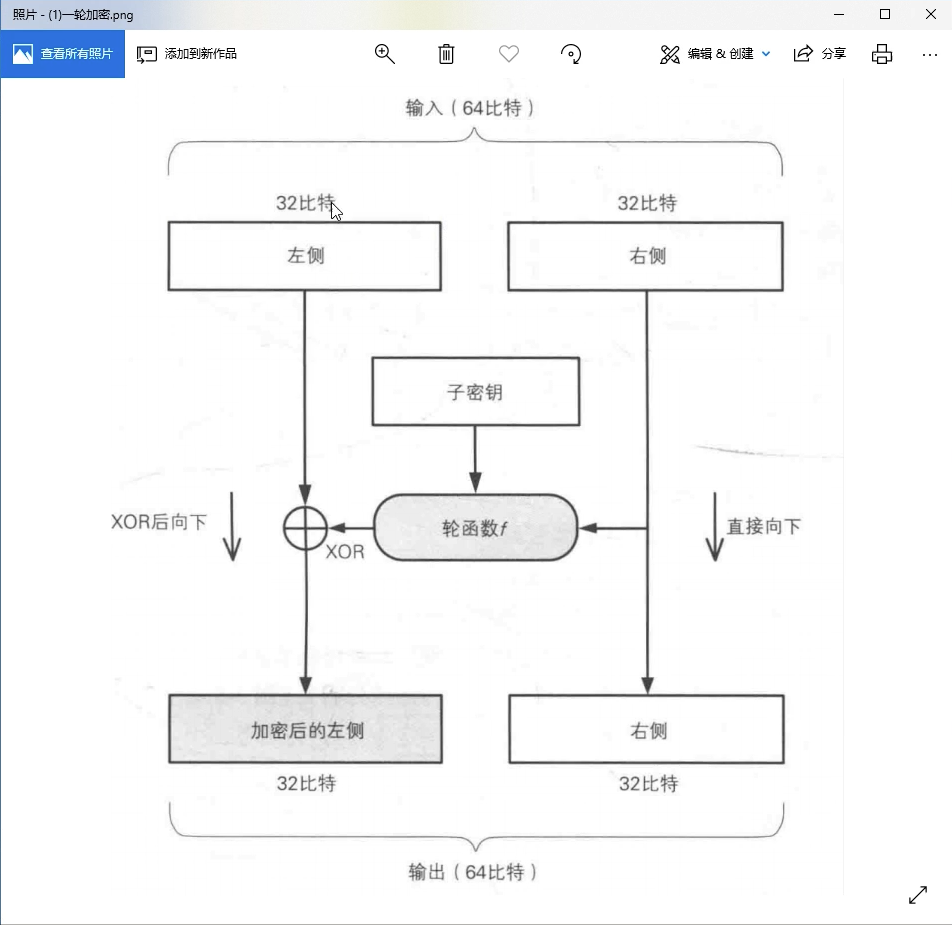 照片 - (1)一轮加密.png
查看所有照片
添加到新作品
编辑 & 创建
分享
输入（64比特）
32比特
32比特
左侧
右侧
子密钥
XOR后向下
轮函数f
直接向下
XOR
加密后的左侧
右侧
32比特
32比特
输出（64比特）